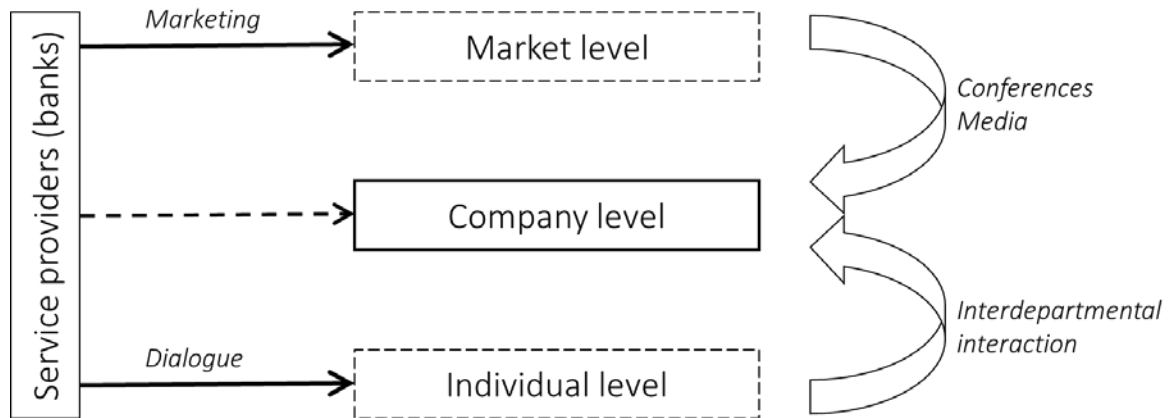 Service providers (banks)
Marketing
Market level
Conferences
Media
Company level
Dialogue
Individual level
Interdepartmental
interaction